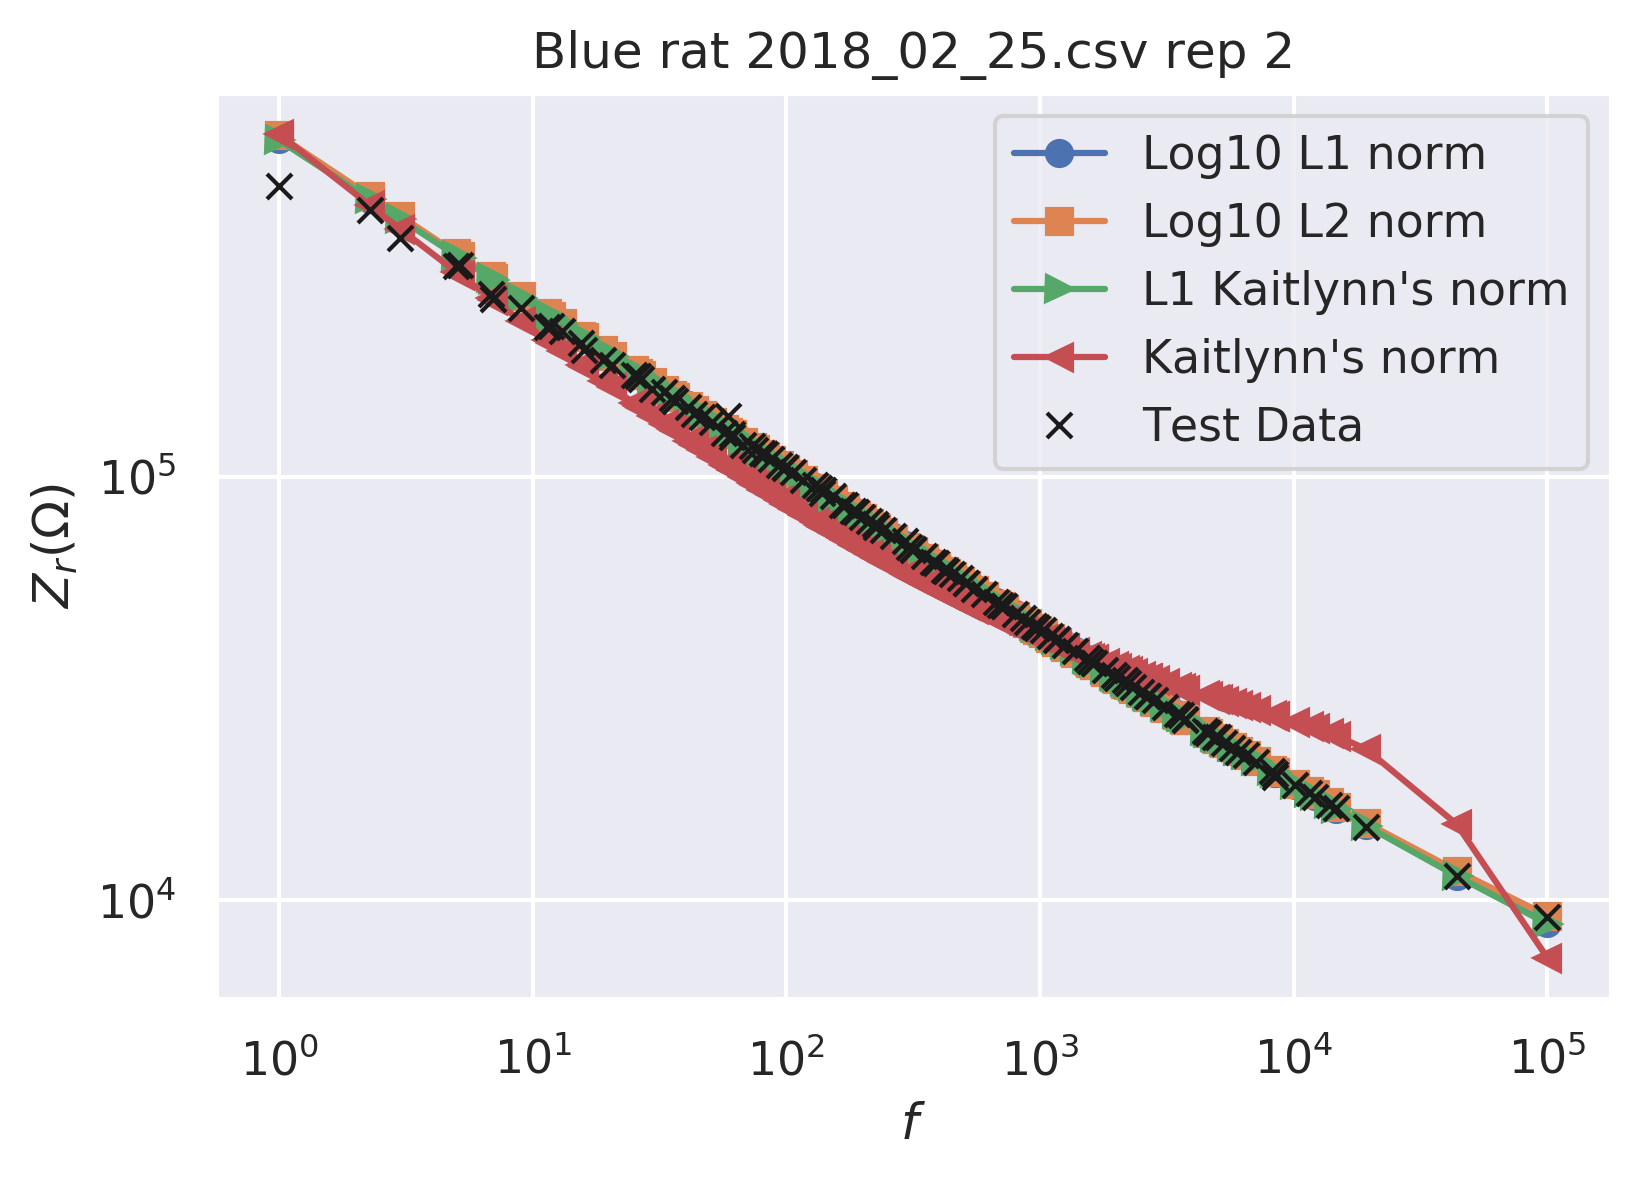 Blue rat 2018_02_25.csv rep 2
Log10 L1 norm
Log10 L2 norm
L1 Kaitlynn's norm
Kaitlynn's norm
Test Data
Z_r(Ω)
10^5
10^4
10^0 10^1 10^2 10^3 10^4 10^5
f